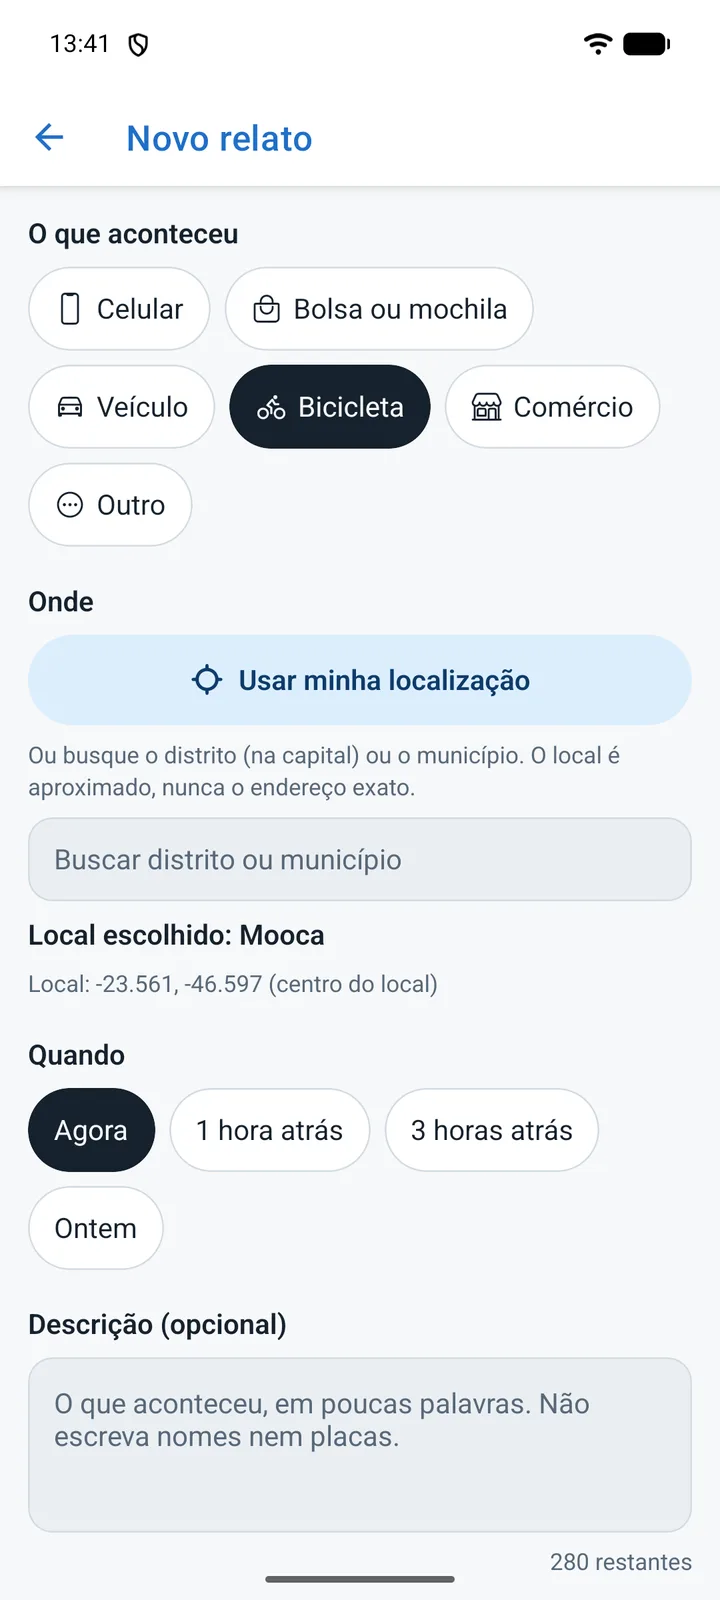 13:41
Novo relato
O que aconteceu
Celular
Bolsa ou mochila
Veículo
Bicicleta
Comércio
Outro
Onde
Usar minha localização
Ou busque o distrito (na capital) ou o município. O local é
aproximado, nunca o endereço exato.
Buscar distrito ou município
Local escolhido: Mooca
Local: -23.561, -46.597 (centro do local)
Quando
Agora
1 hora atrás
3 horas atrás
Ontem
Descrição (opcional)
O que aconteceu, em poucas palavras. Não
escreva nomes nem placas.
280 restantes